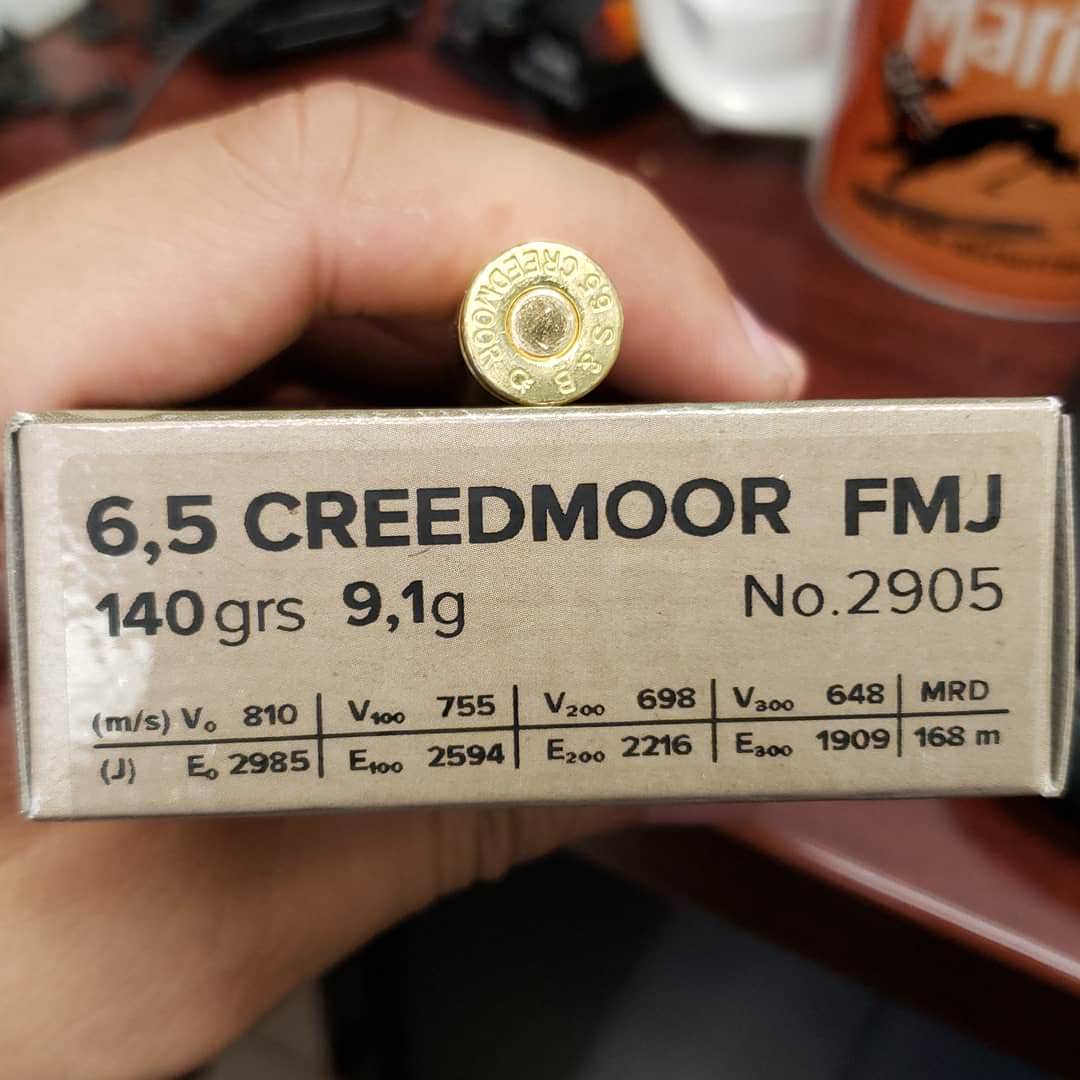 Mari
S&B 6.5 CREEDMOOR
6,5 CREEDMOOR FMJ
140 grs 9,1g No.2905
(m/s) V₀ 810 V₁₀₀ 755 V₂₀₀ 698 V₃₀₀ 648 MRD
(J) E₀ 2985 E₁₀₀ 2594 E₂₀₀ 2216 E₃₀₀ 1909 168 m